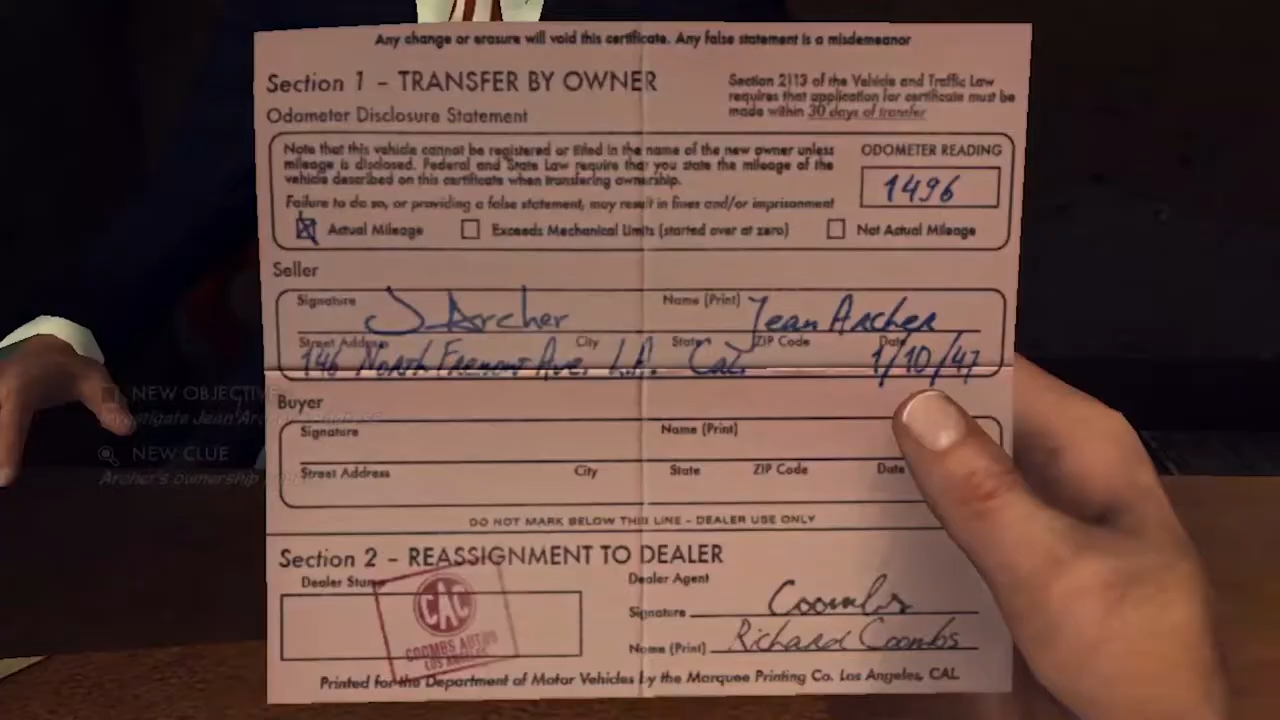 Any change or erasure will void this certificate. Any false statement is a misdemeanor
Section 1 - TRANSFER BY OWNER
Section 2113 of the Vehicle and Traffic Law
requires that application for certificate must be
made within 30 days of transfer
Odometer Disclosure Statement
Note that this vehicle cannot be registered or titled in the name of the new owner unless
mileage is disclosed. Federal and State Law require that you state the mileage of the
vehicle described on this certificate when transferring ownership.
Failure to do so, or providing a false statement, may result in fines and/or imprisonment
ODOMETER READING
1496
Actual Mileage
Exceeds Mechanical Limits (started over at zero)
Not Actual Mileage
Seller
Signature J Archer Name (Print) Jean Archer
Street Address City State ZIP Code Date
146 North Fremont Ave. L.A. Cal. 1/10/47
NEW OBJECTIVE
Investigate Jean Archer's
NEW CLUE
Archer's ownership
Buyer
Signature Name (Print)
Street Address City State ZIP Code Date
DO NOT MARK BELOW THIS LINE - DEALER USE ONLY
Section 2 - REASSIGNMENT TO DEALER
Dealer Stamp
CAC
COOMBS AUTOS
LOS ANGELES
Dealer Agent
Signature Coombs
Name (Print) Richard Coombs
Printed for the Department of Motor Vehicles by the Marquee Printing Co. Los Angeles, CAL